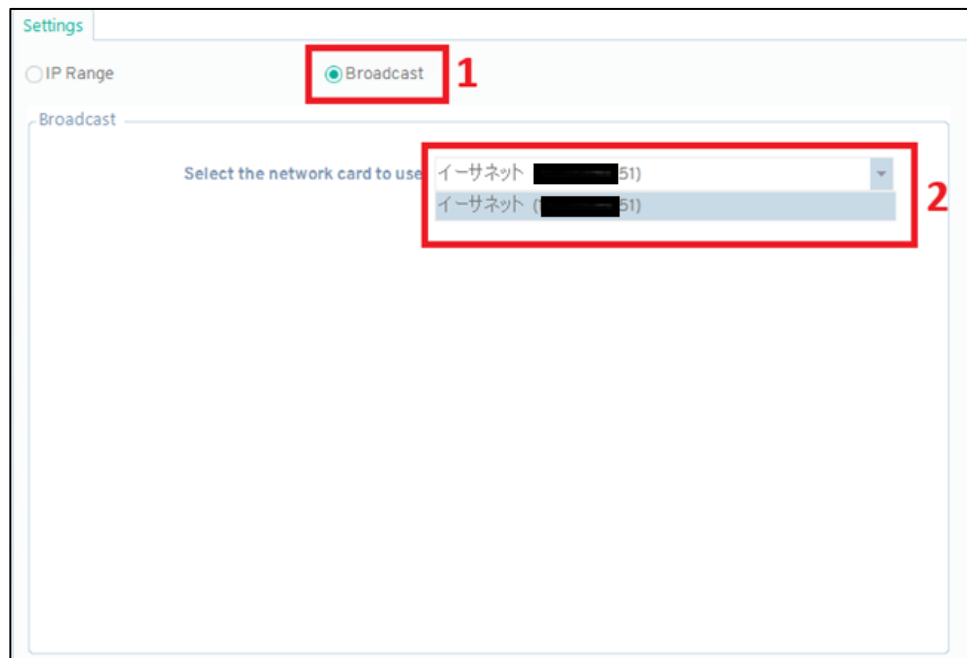 Settings
IP Range
Broadcast 1
Broadcast
Select the network card to use イーサネット 51)
イーサネット ( 51)
2